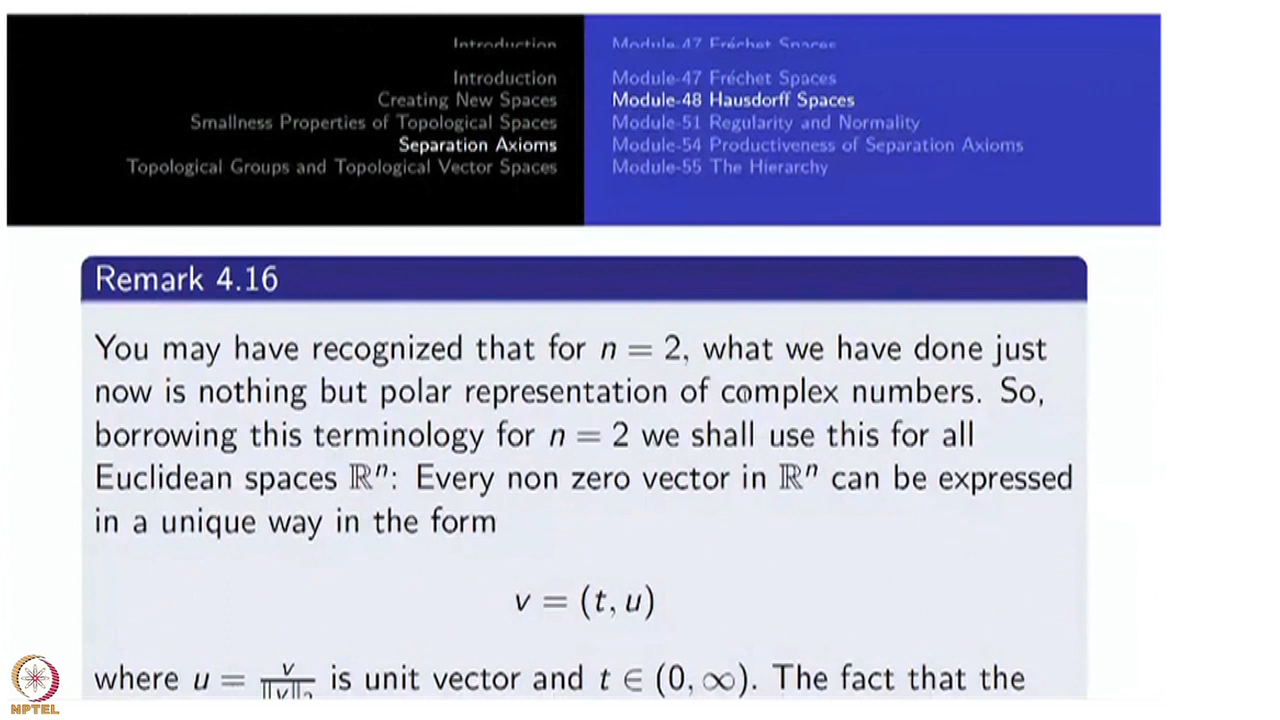 Introduction
Introduction
Creating New Spaces
Smallness Properties of Topological Spaces
Separation Axioms
Topological Groups and Topological Vector Spaces
Module-47 Fréchet Spaces
Module-47 Fréchet Spaces
Module-48 Hausdorff Spaces
Module-51 Regularity and Normality
Module-54 Productiveness of Separation Axioms
Module-55 The Hierarchy
Remark 4.16
You may have recognized that for n = 2, what we have done just
now is nothing but polar representation of complex numbers. So,
borrowing this terminology for n = 2 we shall use this for all
Euclidean spaces ℝⁿ: Every non zero vector in ℝⁿ can be expressed
in a unique way in the form
v = (t, u)
where u = v/‖v‖₂ is unit vector and t ∈ (0, ∞). The fact that the
NPTEL